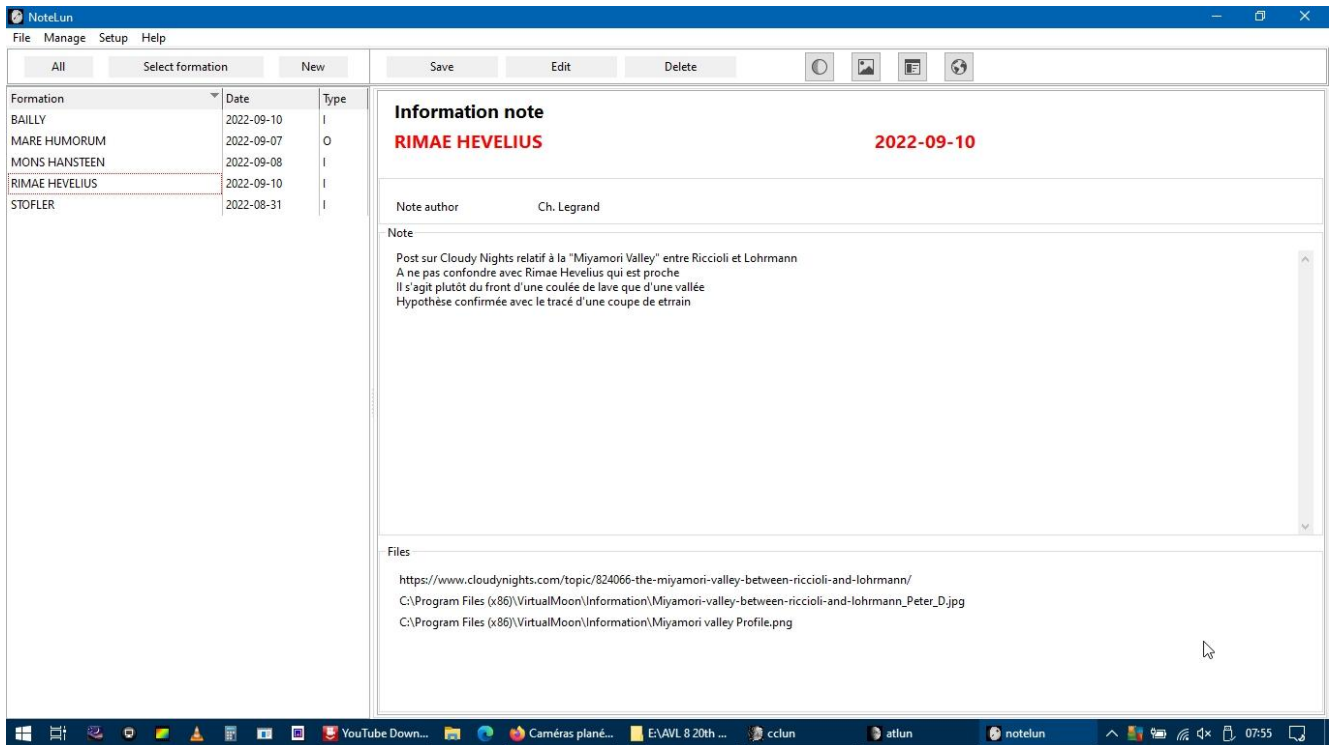 NoteLun
File Manage Setup Help
All Select formation New Save Edit Delete
Formation Date Type
BAILLY 2022-09-10 I
MARE HUMORUM 2022-09-07 O
MONS HANSTEEN 2022-09-08 I
RIMAE HEVELIUS 2022-09-10 I
STOFLER 2022-08-31 I
Information note
RIMAE HEVELIUS 2022-09-10
Note author Ch. Legrand
Note
Post sur Cloudy Nights relatif à la "Miyamori Valley" entre Riccioli et Lohrmann
A ne pas confondre avec Rimae Hevelius qui est proche
Il s'agit plutôt du front d'une coulée de lave que d'une vallée
Hypothèse confirmée avec le tracé d'une coupe de etrrain
Files
https://www.cloudynights.com/topic/824066-the-miyamori-valley-between-riccioli-and-lohrmann/
C:\Program Files (x86)\VirtualMoon\Information\Miyamori-valley-between-riccioli-and-lohrmann_Peter_D.jpg
C:\Program Files (x86)\VirtualMoon\Information\Miyamori valley Profile.png
YouTube Down... Caméras plané... E:\AVL 8 20th ... cclun atlun notelun 07:55